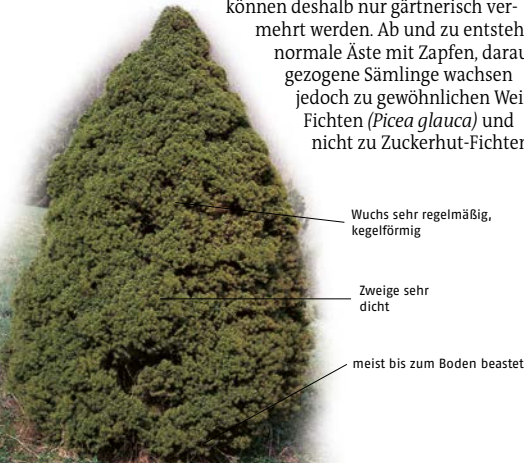 können deshalb nur gärtnerisch ver-
mehrt werden. Ab und zu entsteh
normale Äste mit Zapfen, darau
gezogene Sämlinge wachsen
jedoch zu gewöhnlichen Wei
Fichten (Picea glauca) und
nicht zu Zuckerhut-Fichten
Wuchs sehr regelmäßig,
kegelförmig
Zweige sehr
dicht
meist bis zum Boden beastet